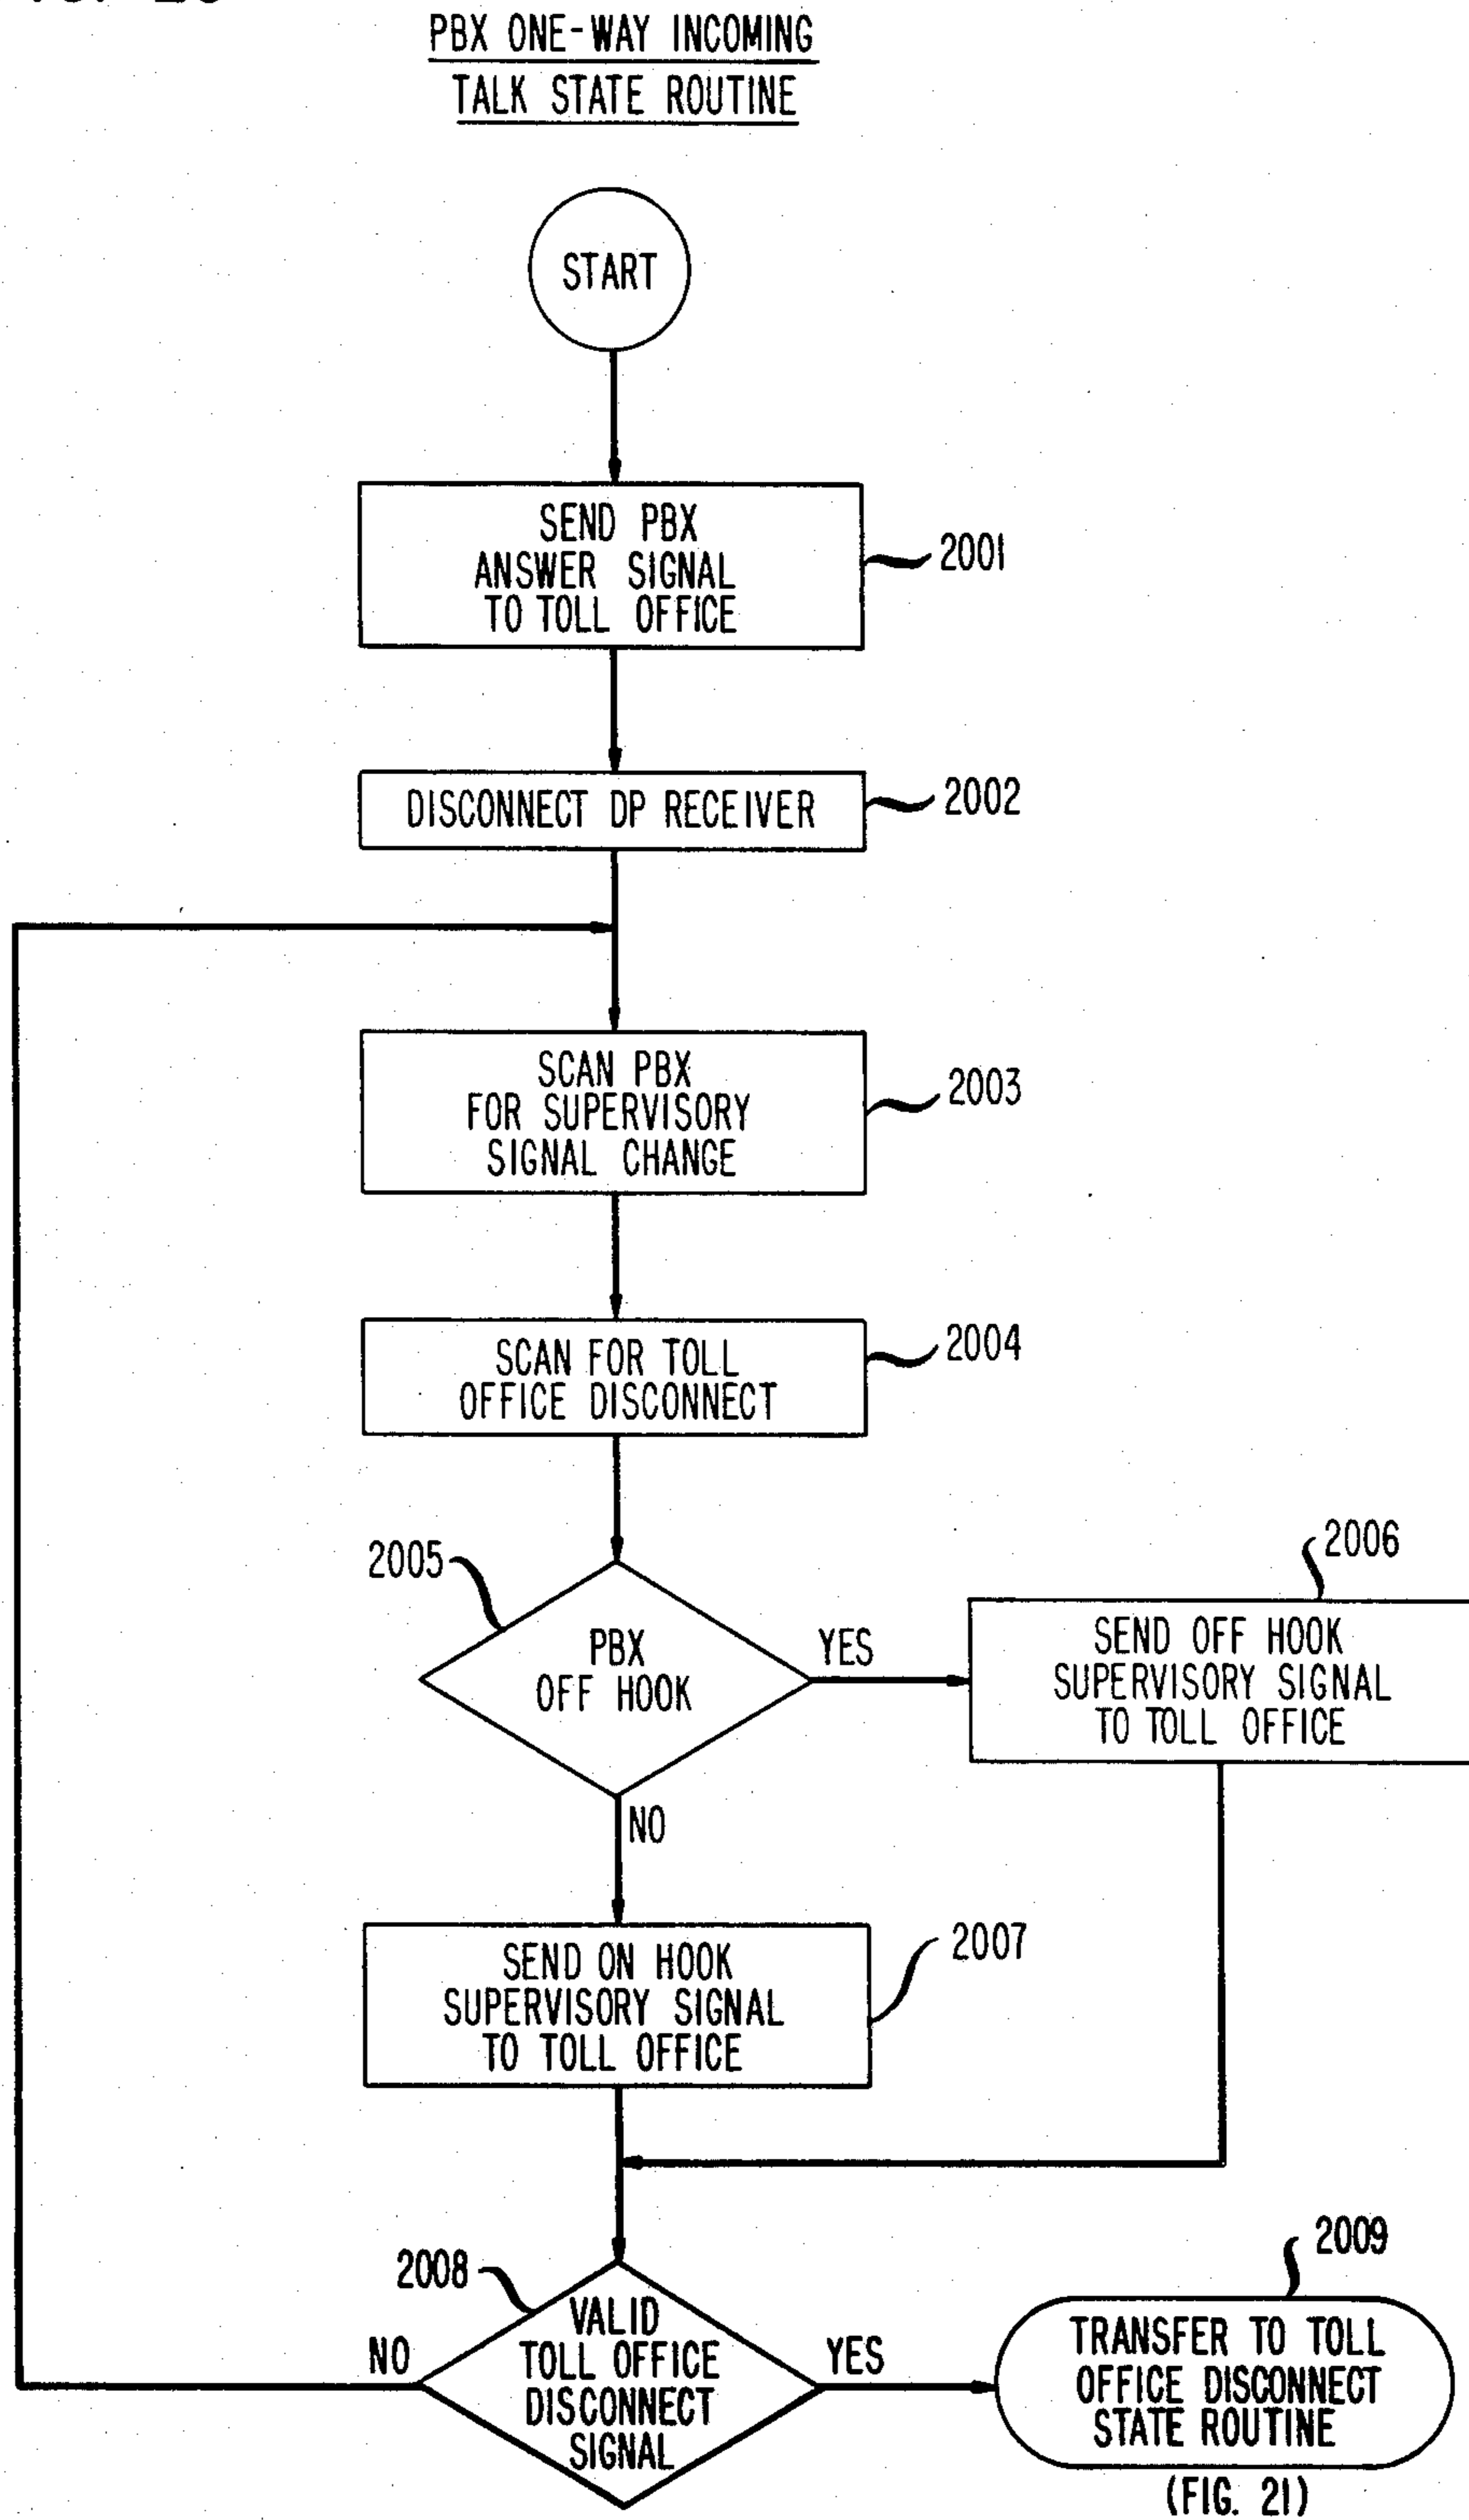 PBX ONE-WAY INCOMING
TALK STATE ROUTINE
START
SEND PBX
ANSWER SIGNAL
TO TOLL OFFICE
2001
DISCONNECT DP RECEIVER
2002
SCAN PBX
FOR SUPERVISORY
SIGNAL CHANGE
2003
SCAN FOR TOLL
OFFICE DISCONNECT
2004
2005
PBX
OFF HOOK
YES
NO
2006
SEND OFF HOOK
SUPERVISORY SIGNAL
TO TOLL OFFICE
SEND ON HOOK
SUPERVISORY SIGNAL
TO TOLL OFFICE
2007
2008
VALID
TOLL OFFICE
DISCONNECT
SIGNAL
NO
YES
2009
TRANSFER TO TOLL
OFFICE DISCONNECT
STATE ROUTINE
(FIG. 21)